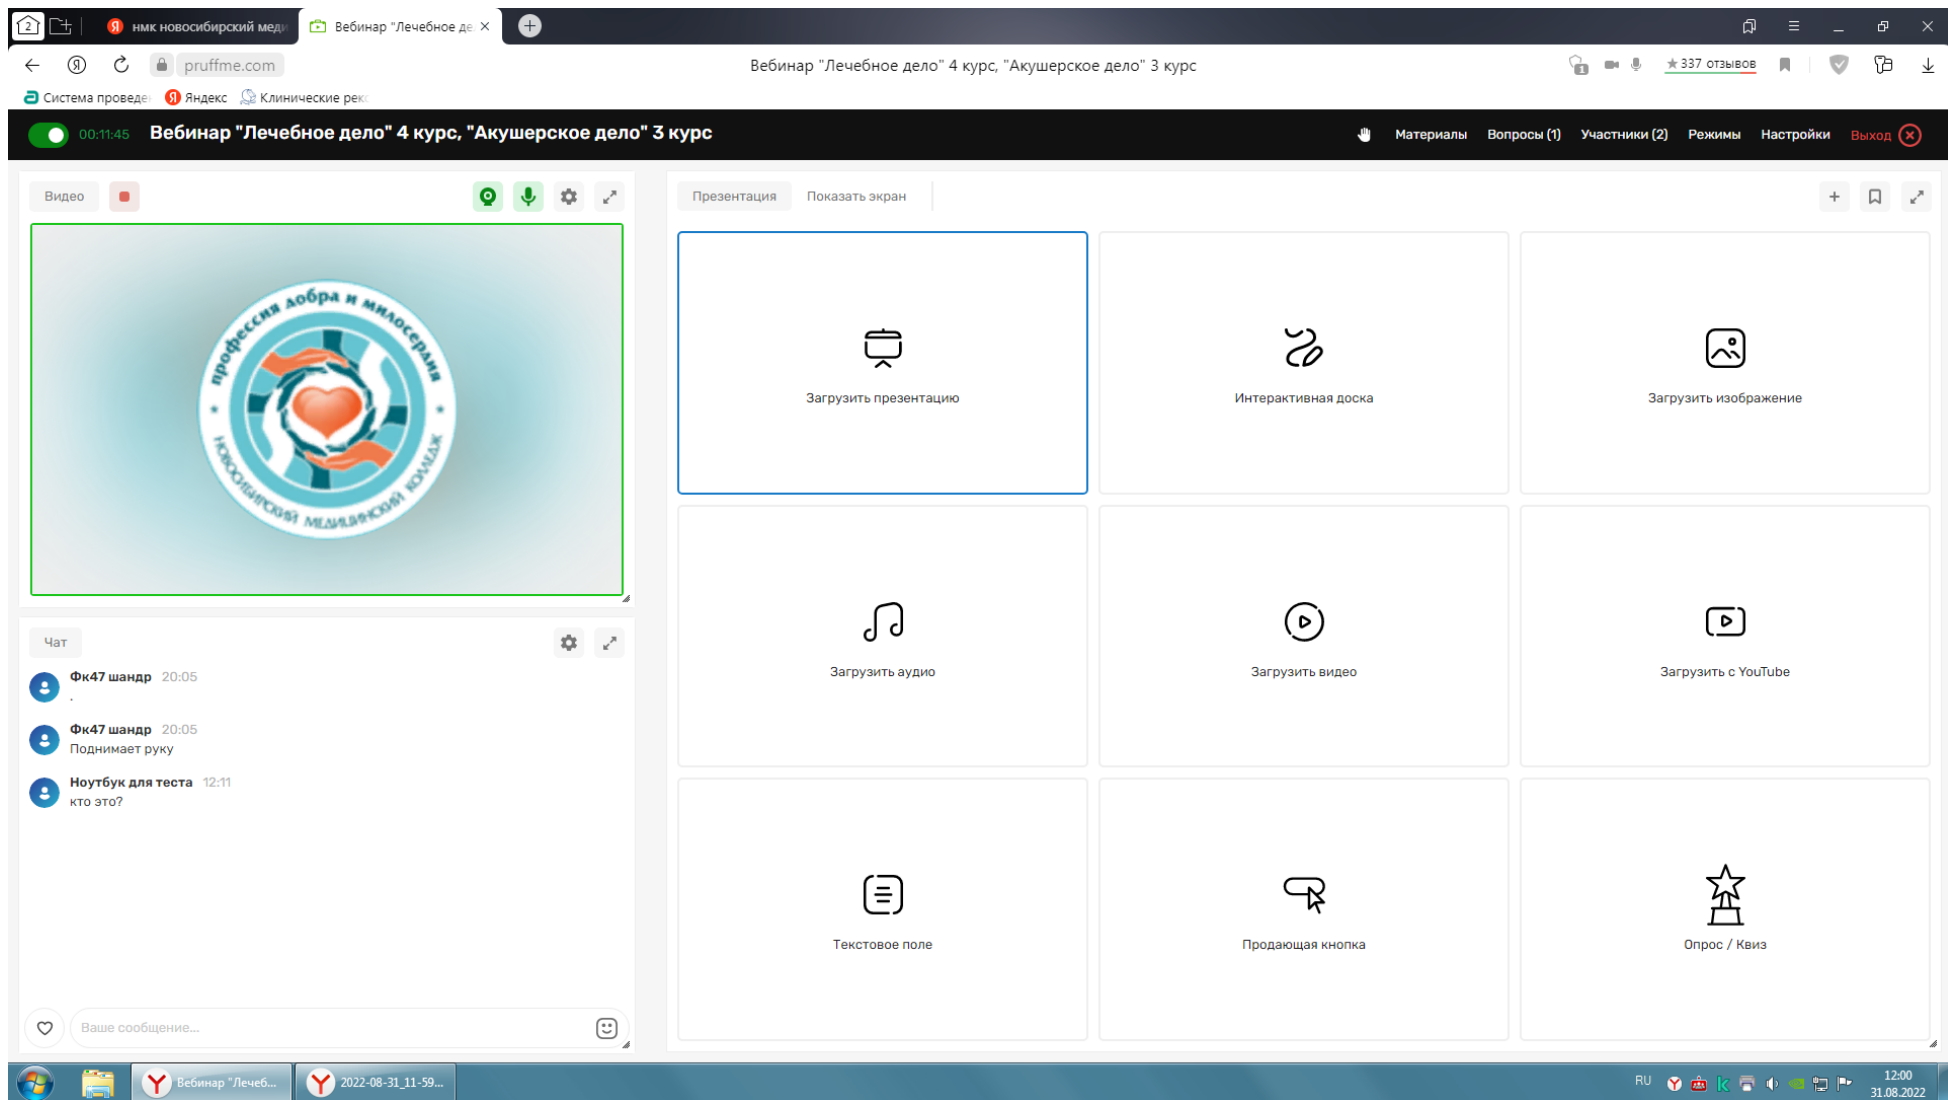 2
нмк новосибирский меди
Вебинар "Лечебное де
pruffme.com
Вебинар "Лечебное дело" 4 курс, "Акушерское дело" 3 курс
1
★ 337 отзывов
Система проведе
Яндекс
Клинические рек
00:11:45
Вебинар "Лечебное дело" 4 курс, "Акушерское дело" 3 курс
Материалы
Вопросы (1)
Участники (2)
Режимы
Настройки
Выход
Видео
Презентация
Показать экран
профессия добра и милосердия
НОВОСИБИРСКИЙ МЕДИЦИНСКИЙ КОЛЛЕДЖ
Загрузить презентацию
Интерактивная доска
Загрузить изображение
Загрузить аудио
Загрузить видео
Загрузить с YouTube
Текстовое поле
Продающая кнопка
Опрос / Квиз
Чат
Фк47 шандр 20:05
.
Фк47 шандр 20:05
Поднимает руку
Ноутбук для теста 12:11
кто это?
Ваше сообщение...
Вебинар "Лечеб...
2022-08-31_11-59...
RU
12:00
31.08.2022